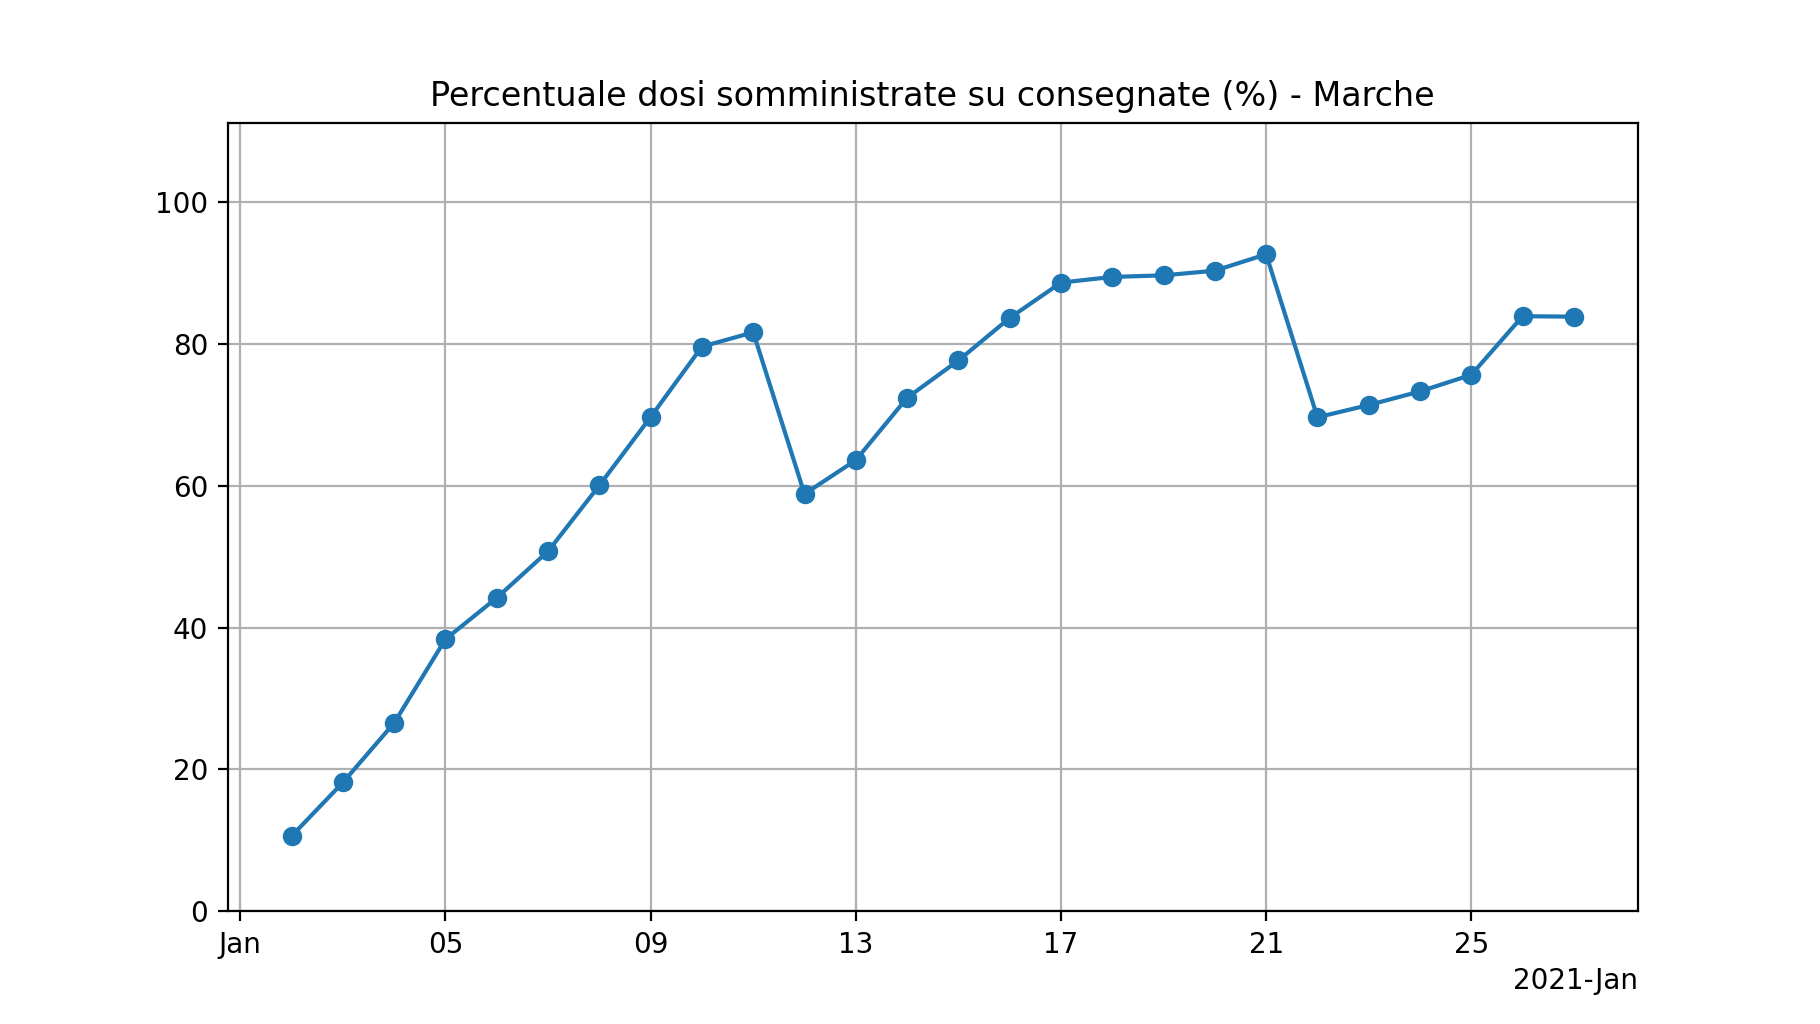 Percentuale dosi somministrate su consegnate (%) - Marche
100
80
60
40
20
0
Jan 05 09 13 17 21 25
2021-Jan